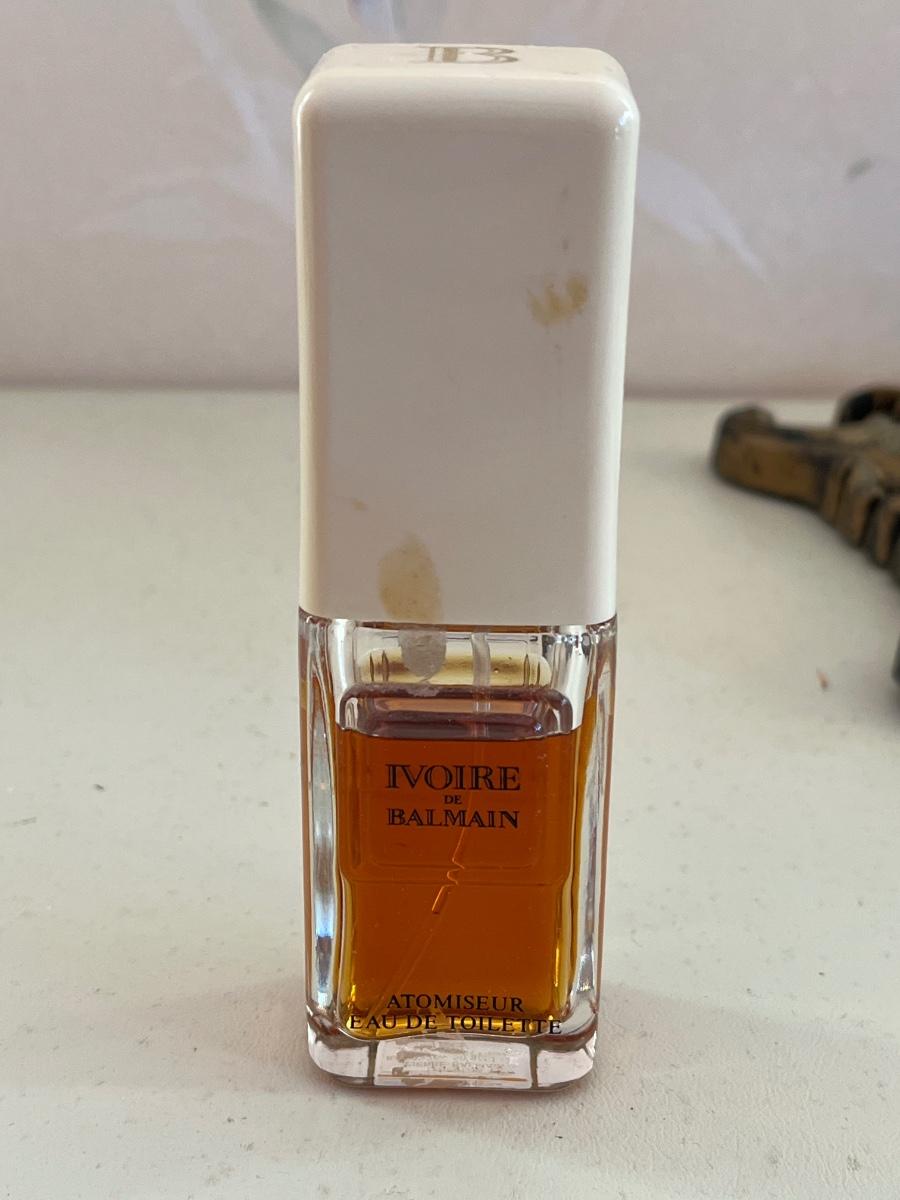 B
IVOIRE
DE
BALMAIN
ATOMISEUR
EAU DE TOILETTE